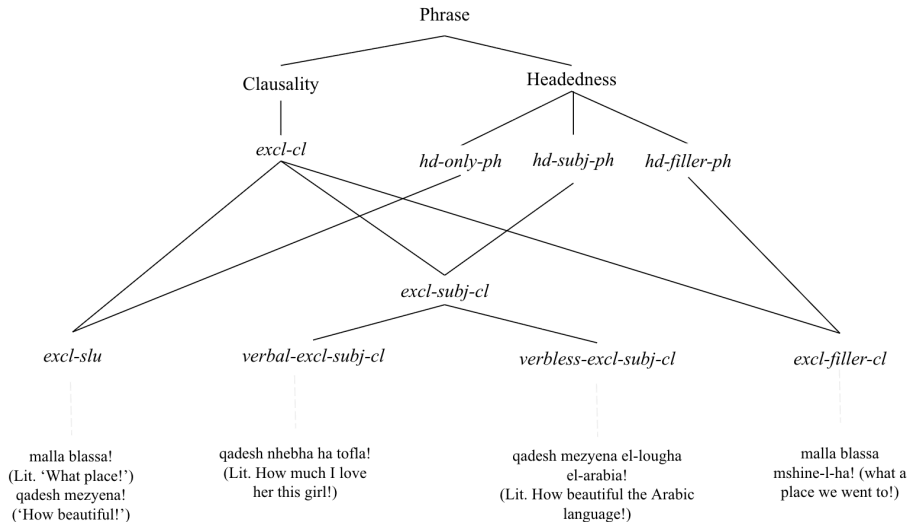 Phrase
Clausality
Headedness
excl-cl
hd-only-ph
hd-subj-ph
hd-filler-ph
excl-subj-cl
excl-slu
verbal-excl-subj-cl
verbless-excl-subj-cl
excl-filler-cl
malla blassa!
(Lit. ‘What place!’)
qadesh mezyena!
(‘How beautiful!’)
qadesh nhebha ha tofla!
(Lit. How much I love
her this girl!)
qadesh mezyena el-lougha
el-arabia!
(Lit. How beautiful the Arabic
language!)
malla blassa
mshine-l-ha! (what a
place we went to!)